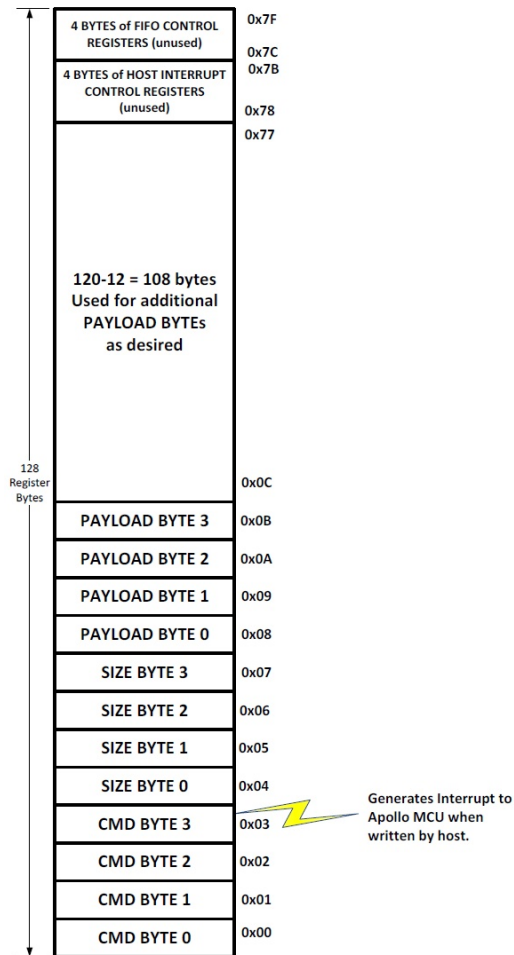 4 BYTES of FIFO CONTROL
REGISTERS (unused)
0x7F
0x7C
4 BYTES of HOST INTERRUPT
CONTROL REGISTERS
(unused)
0x7B
0x78
0x77
120-12 = 108 bytes
Used for additional
PAYLOAD BYTEs
as desired
128
Register
Bytes
0x0C
PAYLOAD BYTE 3
0x0B
PAYLOAD BYTE 2
0x0A
PAYLOAD BYTE 1
0x09
PAYLOAD BYTE 0
0x08
SIZE BYTE 3
0x07
SIZE BYTE 2
0x06
SIZE BYTE 1
0x05
SIZE BYTE 0
0x04
CMD BYTE 3
0x03
Generates Interrupt to
Apollo MCU when
written by host.
CMD BYTE 2
0x02
CMD BYTE 1
0x01
CMD BYTE 0
0x00